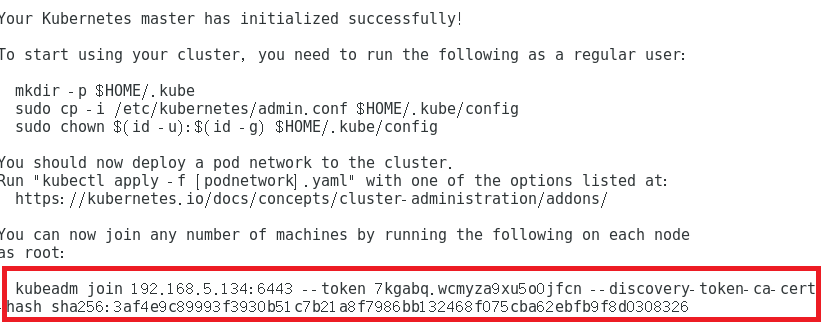 Your Kubernetes master has initialized successfully!
To start using your cluster, you need to run the following as a regular user:
mkdir -p $HOME/.kube
sudo cp -i /etc/kubernetes/admin.conf $HOME/.kube/config
sudo chown $(id -u):$(id -g) $HOME/.kube/config
You should now deploy a pod network to the cluster.
Run "kubectl apply -f [podnetwork].yaml" with one of the options listed at:
https://kubernetes.io/docs/concepts/cluster-administration/addons/
You can now join any number of machines by running the following on each node
as root:
kubeadm join 192.168.5.134:6443 --token 7kgabq.wcmyza9xu5o0jfcn --discovery-token-ca-cert
hash sha256:3af4e9c89993f3930b51c7b21a8f7986bb132468f075cba62ebfb9f8d0308326